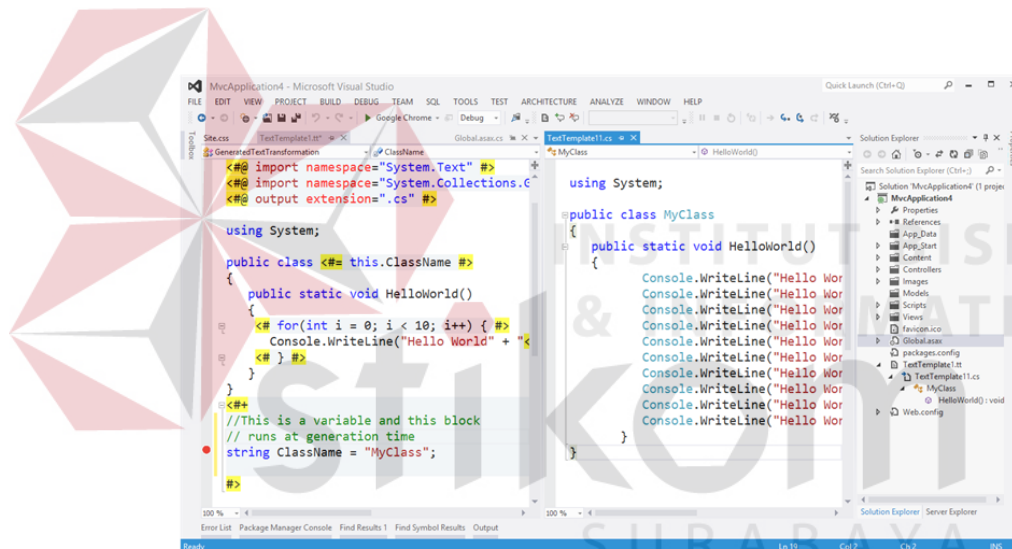 MvcApplication4 - Microsoft Visual Studio
Quick Launch (Ctrl+Q)
FILE EDIT VIEW PROJECT BUILD DEBUG TEAM SQL TOOLS TEST ARCHITECTURE ANALYZE WINDOW HELP
Google Chrome Debug
Toolbox
Site.css TextTemplate1.tt* Global.asax.cs
GeneratedTextTransformation ClassName
<#@ import namespace="System.Text" #>
<#@ import namespace="System.Collections.G
<#@ output extension=".cs" #>
using System;
public class <#= this.ClassName #>
{
public static void HelloWorld()
{
<# for(int i = 0; i < 10; i++) { #>
Console.WriteLine("Hello World" + "<
<# } #>
}
}
<#+
//This is a variable and this block
// runs at generation time
string ClassName = "MyClass";
#>
100 %
TextTemplate11.cs
MyClass HelloWorld()
using System;
public class MyClass
{
public static void HelloWorld()
{
Console.WriteLine("Hello Wor
Console.WriteLine("Hello Wor
Console.WriteLine("Hello Wor
Console.WriteLine("Hello Wor
Console.WriteLine("Hello Wor
Console.WriteLine("Hello Wor
Console.WriteLine("Hello Wor
Console.WriteLine("Hello Wor
Console.WriteLine("Hello Wor
Console.WriteLine("Hello Wor
}
}
100 %
Solution Explorer
Search Solution Explorer (Ctrl+;)
Solution 'MvcApplication4' (1 projec
MvcApplication4
Properties
References
App_Data
App_Start
Content
Controllers
Images
Models
Scripts
Views
favicon.ico
Global.asax
packages.config
TextTemplate1.tt
TextTemplate11.cs
MyClass
HelloWorld() : void
Web.config
Solution Explorer Server Explorer
Error List Package Manager Console Find Results 1 Find Symbol Results Output
Ready Ln 19 Col 2 Ch 2 INS
INSTITUT BISI
& INFORMATI
stikom
SURABAYA